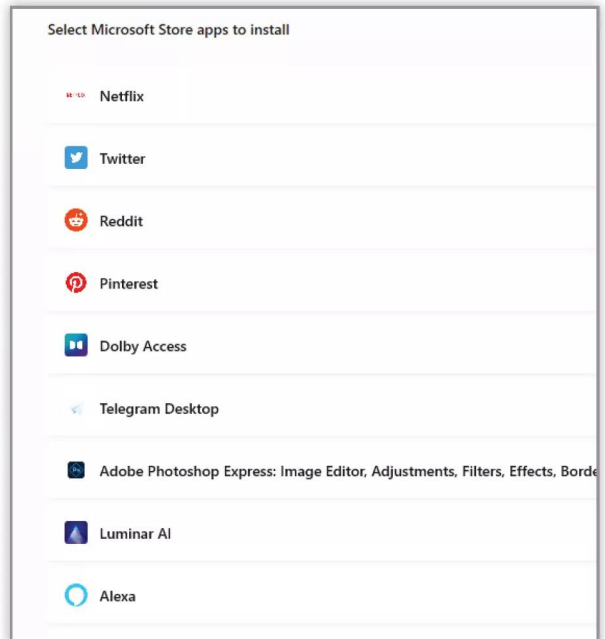 Select Microsoft Store apps to install
Netflix
Twitter
Reddit
Pinterest
Dolby Access
Telegram Desktop
Adobe Photoshop Express: Image Editor, Adjustments, Filters, Effects, Borde
Luminar AI
Alexa